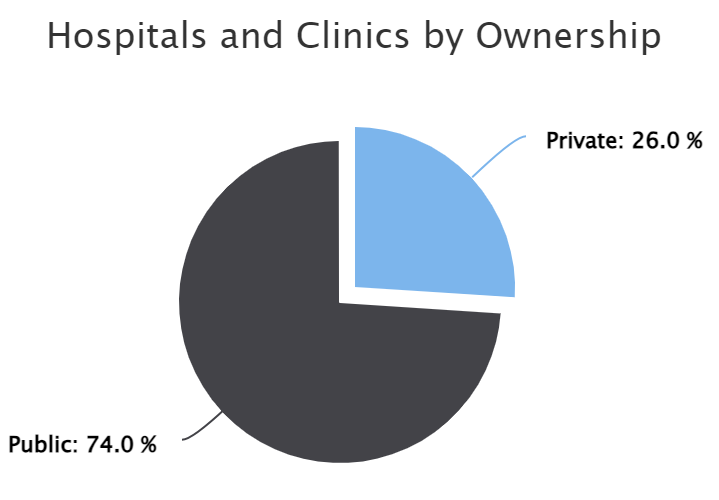 Hospitals and Clinics by Ownership
Private: 26.0 %
Public: 74.0 %